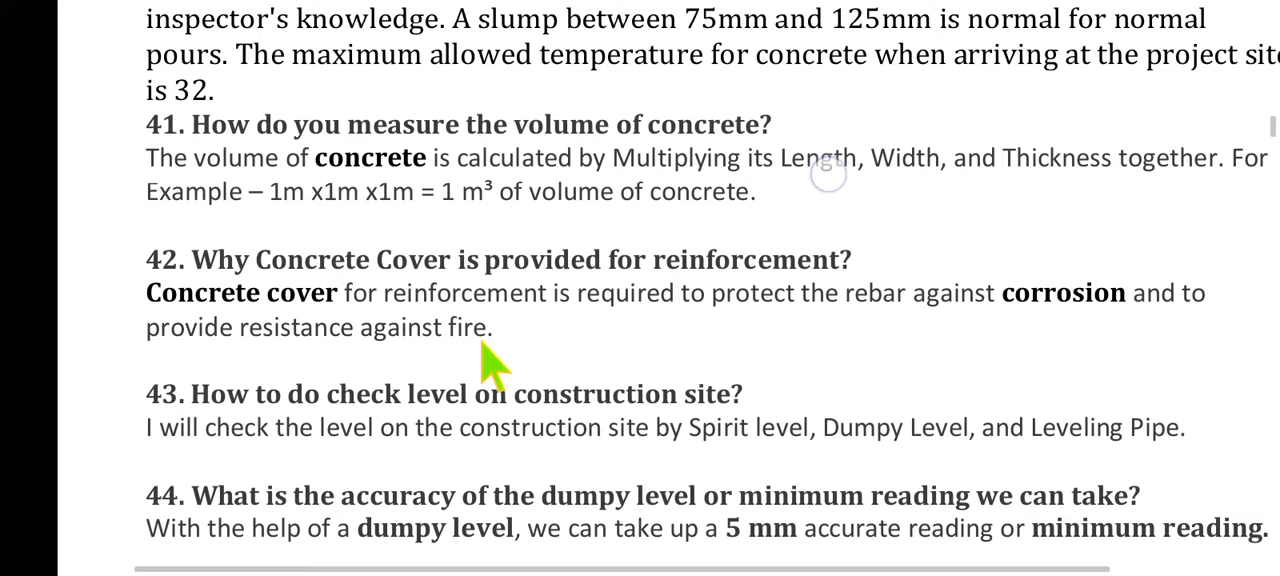 inspector's knowledge. A slump between 75mm and 125mm is normal for normal
pours. The maximum allowed temperature for concrete when arriving at the project site
is 32.
41. How do you measure the volume of concrete?
The volume of concrete is calculated by Multiplying its Length, Width, and Thickness together. For
Example – 1m x1m x1m = 1 m³ of volume of concrete.
42. Why Concrete Cover is provided for reinforcement?
Concrete cover for reinforcement is required to protect the rebar against corrosion and to
provide resistance against fire.
43. How to do check level on construction site?
I will check the level on the construction site by Spirit level, Dumpy Level, and Leveling Pipe.
44. What is the accuracy of the dumpy level or minimum reading we can take?
With the help of a dumpy level, we can take up a 5 mm accurate reading or minimum reading.